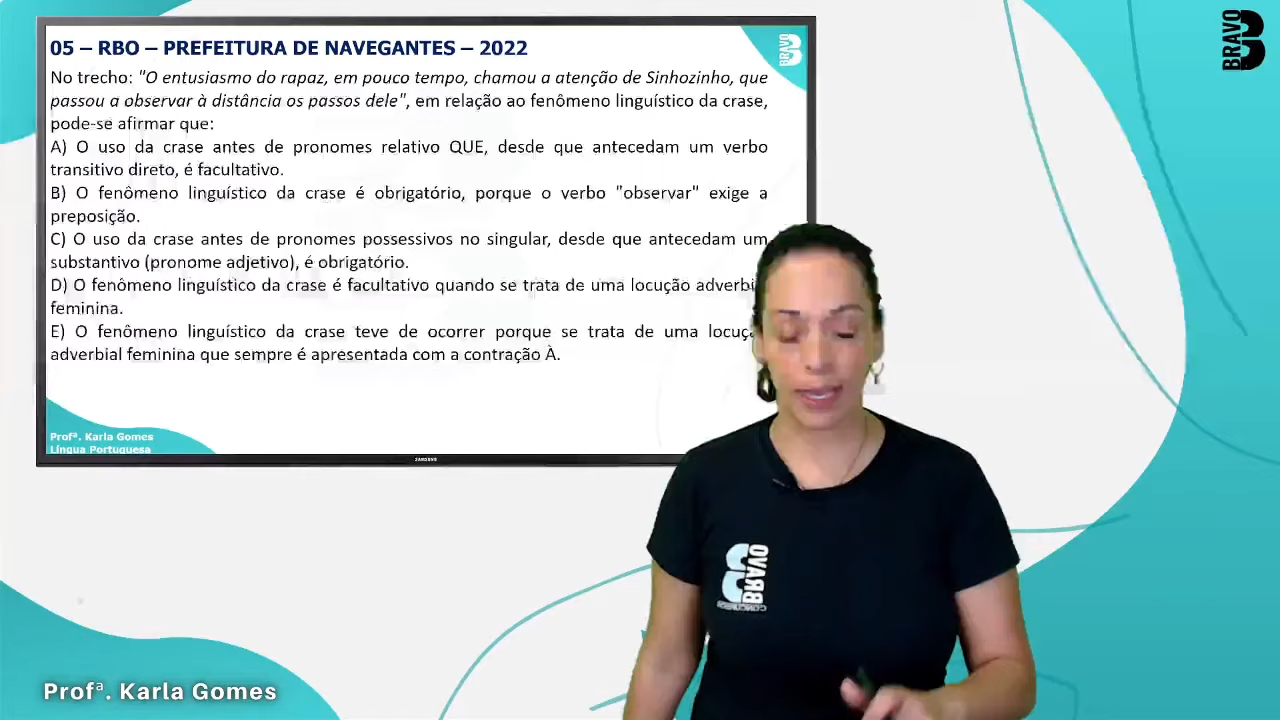 05 – RBO – PREFEITURA DE NAVEGANTES – 2022
No trecho: "O entusiasmo do rapaz, em pouco tempo, chamou a atenção de Sinhozinho, que
passou a observar à distância os passos dele", em relação ao fenômeno linguístico da crase,
pode-se afirmar que:
A) O uso da crase antes de pronomes relativo QUE, desde que antecedam um verbo
transitivo direto, é facultativo.
B) O fenômeno linguístico da crase é obrigatório, porque o verbo "observar" exige a
preposição.
C) O uso da crase antes de pronomes possessivos no singular, desde que antecedam um
substantivo (pronome adjetivo), é obrigatório.
D) O fenômeno linguístico da crase é facultativo quando se trata de uma locução
feminina.
E) O fenômeno linguístico da crase teve de ocorrer porque se trata de uma
adverbial feminina que sempre é apresentada com a contração À.
Profª. Karla Gomes
Língua Portuguesa
SAMSUNG
BRAVO
BRAVO
BRAVO
CONCURSOS
Profª. Karla Gomes